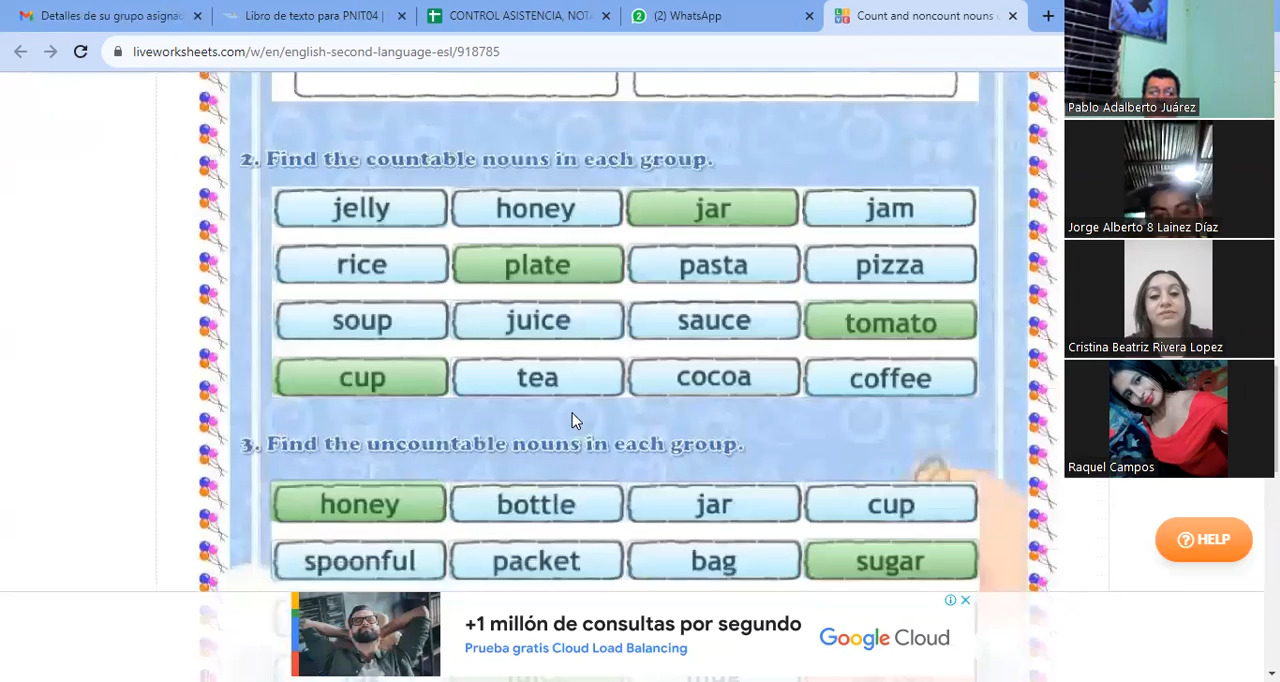 Detalles de su grupo asignad
Libro de texto para PNIT04 |
CONTROL ASISTENCIA, NOTA
(2) WhatsApp
Count and noncount nouns
liveworksheets.com/w/en/english-second-language-esl/918785
2. Find the countable nouns in each group.
jelly honey jar jam
rice plate pasta pizza
soup juice sauce tomato
cup tea cocoa coffee
3. Find the uncountable nouns in each group.
honey bottle jar cup
spoonful packet bag sugar
+1 millón de consultas por segundo
Prueba gratis Cloud Load Balancing
Google Cloud
HELP
Pablo Adalberto Juárez
Jorge Alberto 8 Lainez Díaz
Cristina Beatriz Rivera Lopez
Raquel Campos